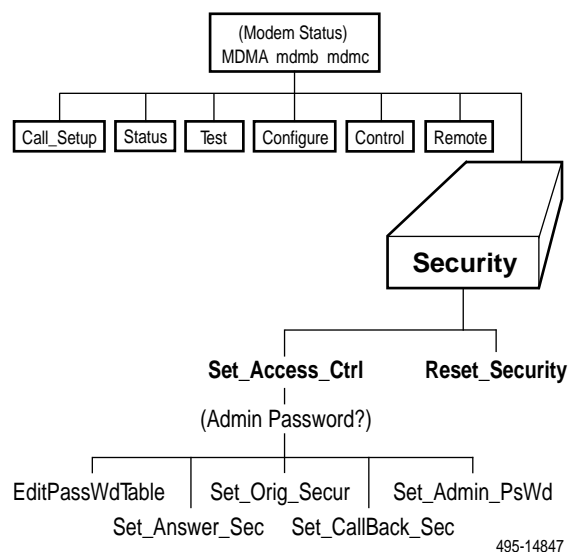 (Modem Status)
MDMA mdmb mdmc
Call_Setup
Status
Test
Configure
Control
Remote
Security
Set_Access_Ctrl
Reset_Security
(Admin Password?)
EditPassWdTable
Set_Orig_Secur
Set_Admin_PsWd
Set_Answer_Sec
Set_CallBack_Sec
495-14847